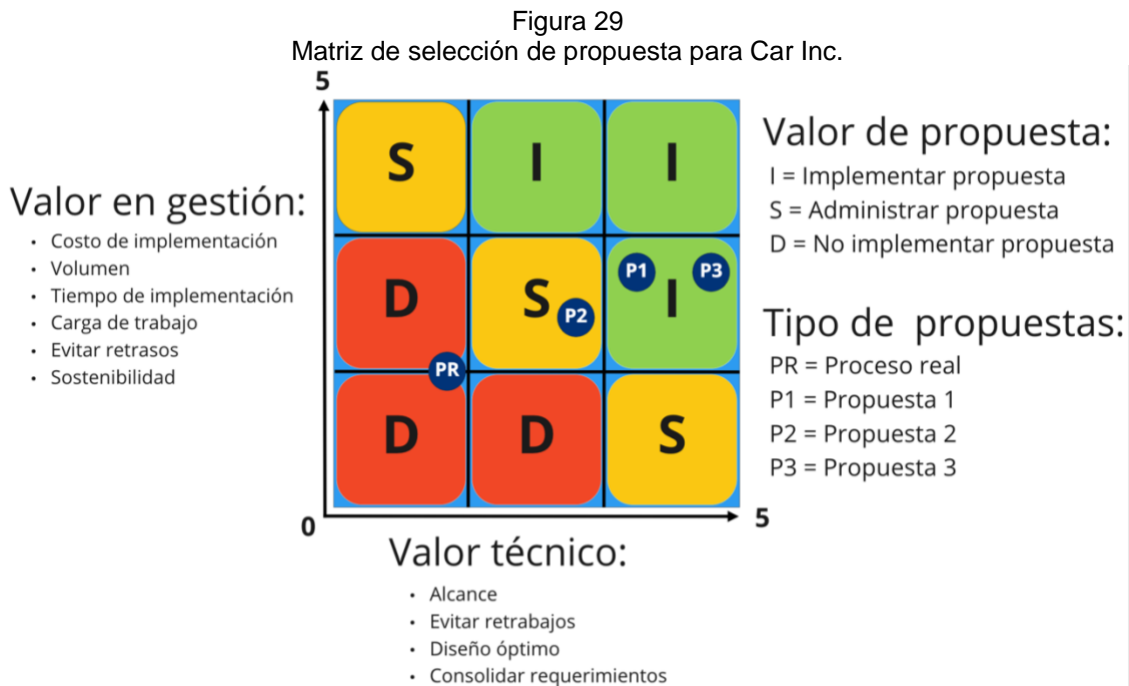 Figura 29
Matriz de selección de propuesta para Car Inc.
5
Valor en gestión:
• Costo de implementación
• Volumen
• Tiempo de implementación
• Carga de trabajo
• Evitar retrasos
• Sostenibilidad
S
I
I
D
S
P2
P1
I
P3
PR
D
D
S
0
5
Valor técnico:
• Alcance
• Evitar retrabajos
• Diseño óptimo
• Consolidar requerimientos
Valor de propuesta:
I = Implementar propuesta
S = Administrar propuesta
D = No implementar propuesta
Tipo de propuestas:
PR = Proceso real
P1 = Propuesta 1
P2 = Propuesta 2
P3 = Propuesta 3